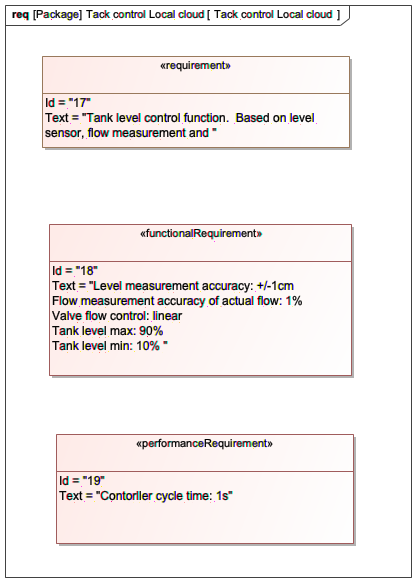 req [Package] Tack control Local cloud [ Tack control Local cloud ]
«requirement»
Id = "17"
Text = "Tank level control function.  Based on level
sensor, flow measurement and "
«functionalRequirement»
Id = "18"
Text = "Level measurement accuracy: +/-1cm
Flow measurement accuracy of actual flow: 1%
Valve flow control: linear
Tank level max: 90%
Tank level min: 10% "
«performanceRequirement»
Id = "19"
Text = "Contorller cycle time: 1s"